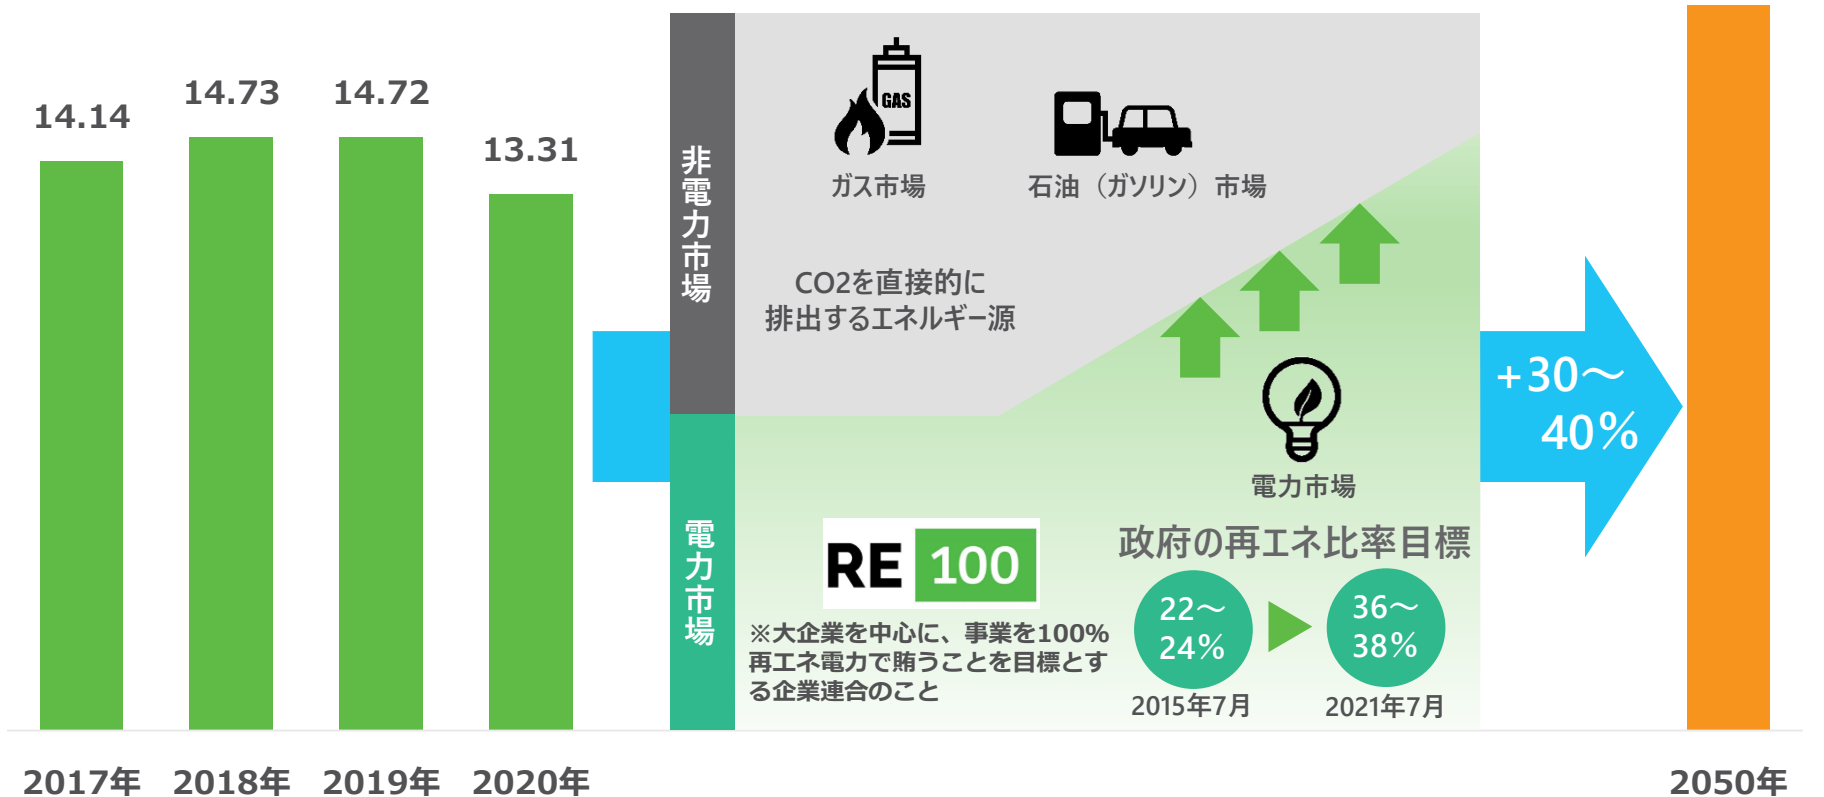 14.14
14.73
14.72
13.31
2017年
2018年
2019年
2020年
非電力市場
GAS
ガス市場
石油（ガソリン）市場
CO2を直接的に
排出するエネルギー源
電力市場
電力市場
RE 100
※大企業を中心に、事業を100%
再エネ電力で賄うことを目標とす
る企業連合のこと
政府の再エネ比率目標
22～
24%
2015年7月
36～
38%
2021年7月
+30～
40%
2050年